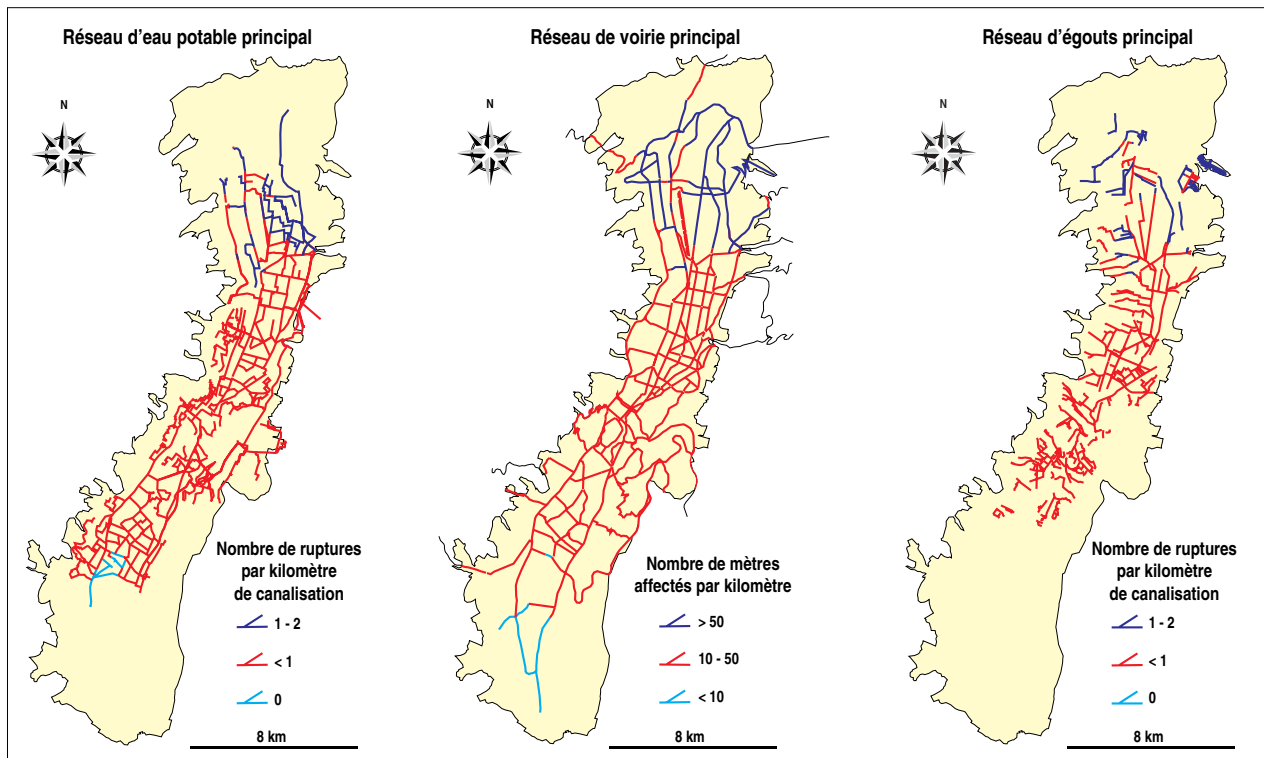 Réseau d'eau potable principal
N
Nombre de ruptures
par kilomètre
de canalisation
1 - 2
< 1
0
8 km
Réseau de voirie principal
N
Nombre de mètres
affectés par kilomètre
> 50
10 - 50
< 10
8 km
Réseau d'égouts principal
N
Nombre de ruptures
par kilomètre
de canalisation
1 - 2
< 1
0
8 km